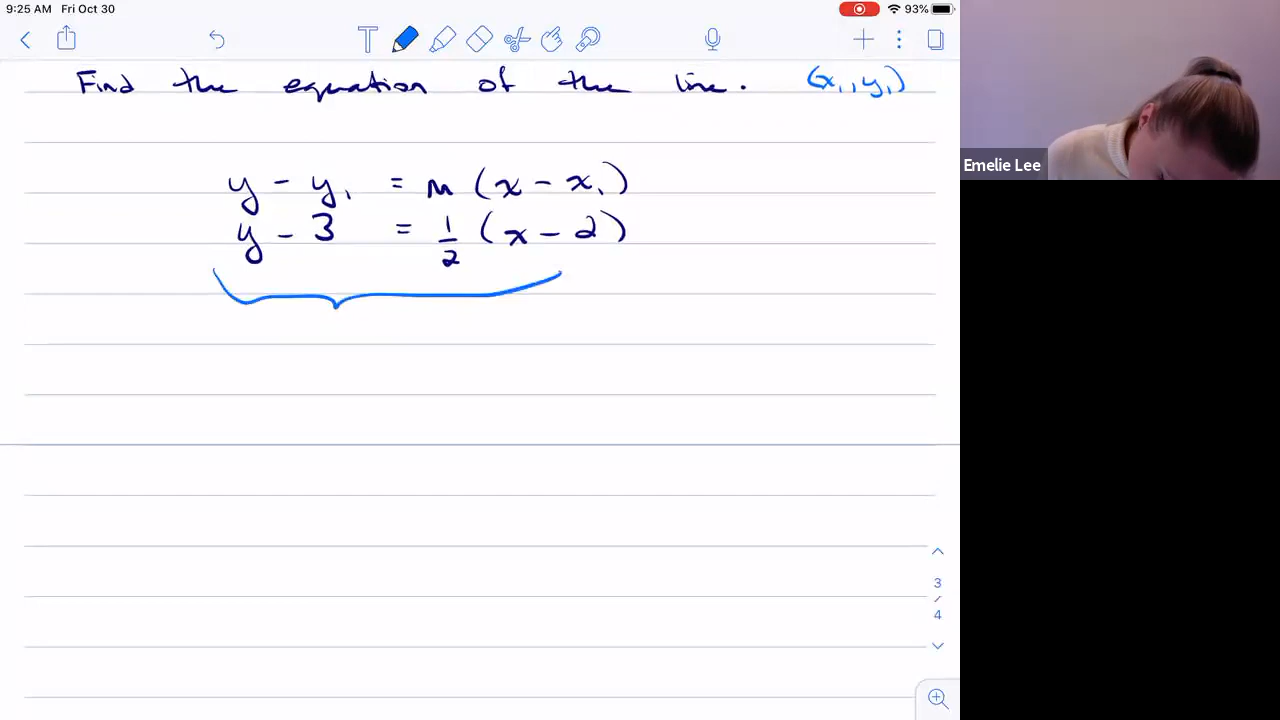 9:25 AM Fri Oct 30 93%
Find the equation of the line. (x₁, y₁)
y - y₁ = m (x - x₁)
y - 3 = 1/2 (x - 2)
Emelie Lee
3 / 4